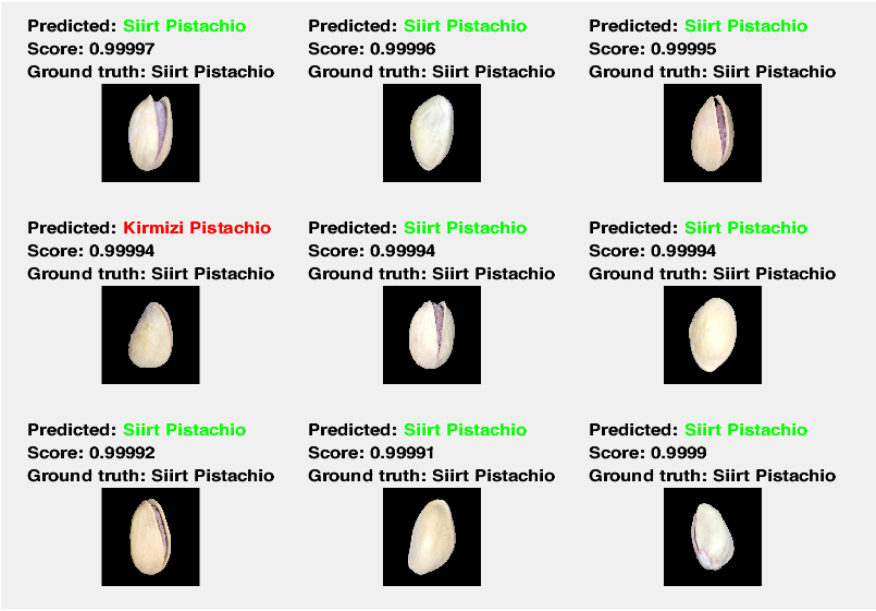 Predicted: Siirt Pistachio
Score: 0.99997
Ground truth: Siirt Pistachio
Predicted: Siirt Pistachio
Score: 0.99996
Ground truth: Siirt Pistachio
Predicted: Siirt Pistachio
Score: 0.99995
Ground truth: Siirt Pistachio
Predicted: Kirmizi Pistachio
Score: 0.99994
Ground truth: Siirt Pistachio
Predicted: Siirt Pistachio
Score: 0.99994
Ground truth: Siirt Pistachio
Predicted: Siirt Pistachio
Score: 0.99994
Ground truth: Siirt Pistachio
Predicted: Siirt Pistachio
Score: 0.99992
Ground truth: Siirt Pistachio
Predicted: Siirt Pistachio
Score: 0.99991
Ground truth: Siirt Pistachio
Predicted: Siirt Pistachio
Score: 0.9999
Ground truth: Siirt Pistachio